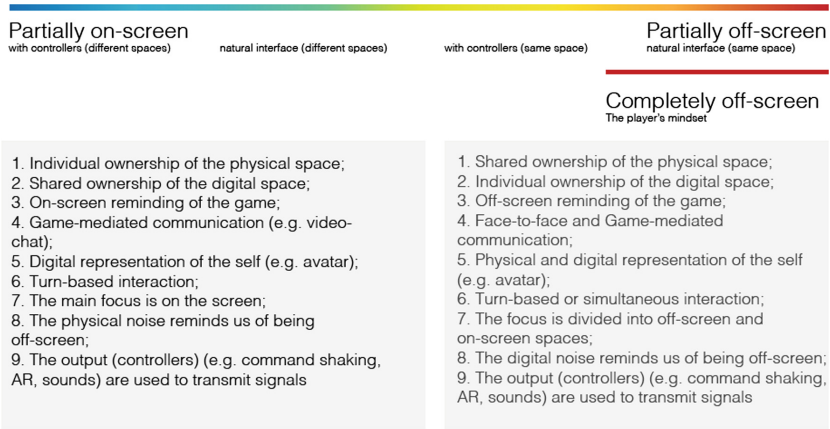 Partially on-screen
with controllers (different spaces)
natural interface (different spaces)
with controllers (same space)
Partially off-screen
natural interface (same space)
Completely off-screen
The player's mindset
1. Individual ownership of the physical space;
2. Shared ownership of the digital space;
3. On-screen reminding of the game;
4. Game-mediated communication (e.g. video-
chat);
5. Digital representation of the self (e.g. avatar);
6. Turn-based interaction;
7. The main focus is on the screen;
8. The physical noise reminds us of being
off-screen;
9. The output (controllers) (e.g. command shaking,
AR, sounds) are used to transmit signals
1. Shared ownership of the physical space;
2. Individual ownership of the digital space;
3. Off-screen reminding of the game;
4. Face-to-face and Game-mediated
communication;
5. Physical and digital representation of the self
(e.g. avatar);
6. Turn-based or simultaneous interaction;
7. The focus is divided into off-screen and
on-screen spaces;
8. The digital noise reminds us of being off-screen;
9. The output (controllers) (e.g. command shaking,
AR, sounds) are used to transmit signals